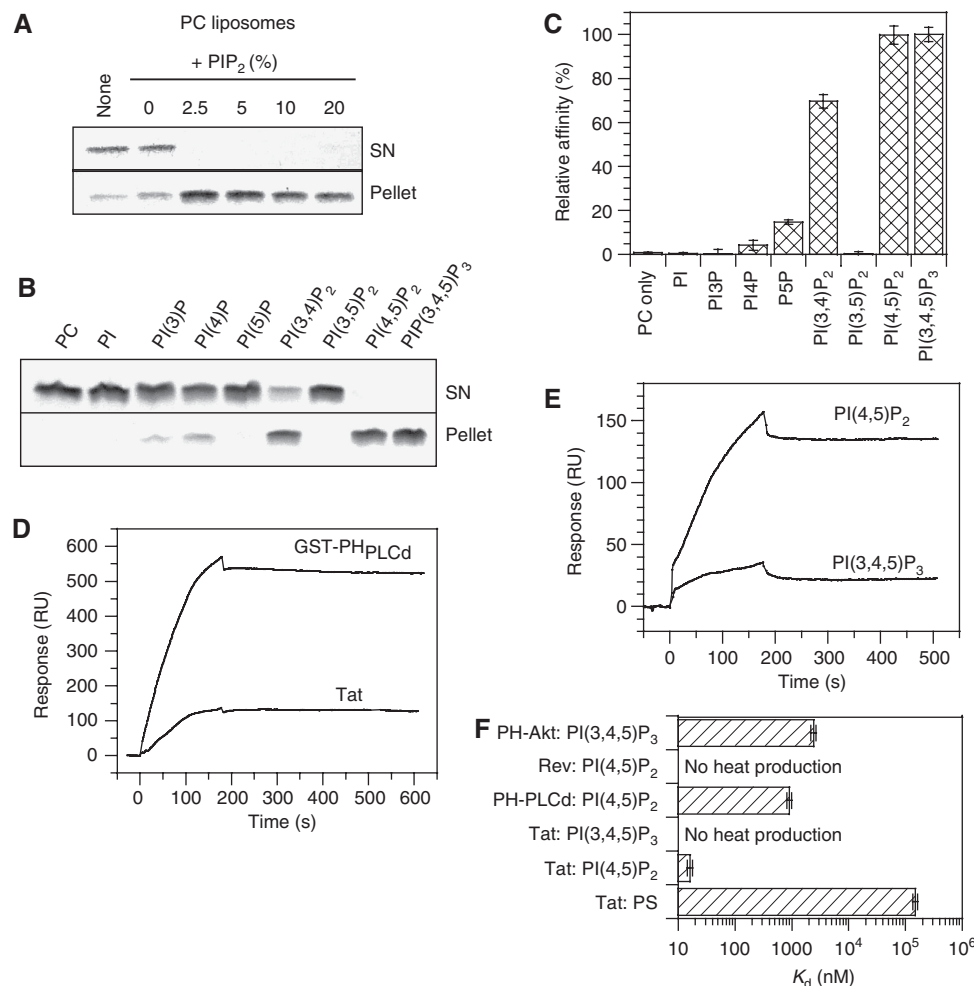 A
PC liposomes
+ PIP2 (%)
None 0 2.5 5 10 20
SN
Pellet
B
PC PI PI(3)P PI(4)P PI(5)P PI(3,4)P2 PI(3,5)P2 PI(4,5)P2 PIP(3,4,5)P3
SN
Pellet
C
Relative affinity (%)
100
80
60
40
20
0
PC only PI PI3P PI4P P5P PI(3,4)P2 PI(3,5)P2 PI(4,5)P2 PI(3,4,5)P3
D
Response (RU)
600
500
400
300
200
100
0
GST-PHPLCd
Tat
0 100 200 300 400 500 600
Time (s)
E
Response (RU)
150
100
50
0
PI(4,5)P2
PI(3,4,5)P3
0 100 200 300 400 500
Time (s)
F
PH-Akt: PI(3,4,5)P3
Rev: PI(4,5)P2 No heat production
PH-PLCd: PI(4,5)P2
Tat: PI(3,4,5)P3 No heat production
Tat: PI(4,5)P2
Tat: PS
10 100 1000 10^4 10^5 10^6
Kd (nM)